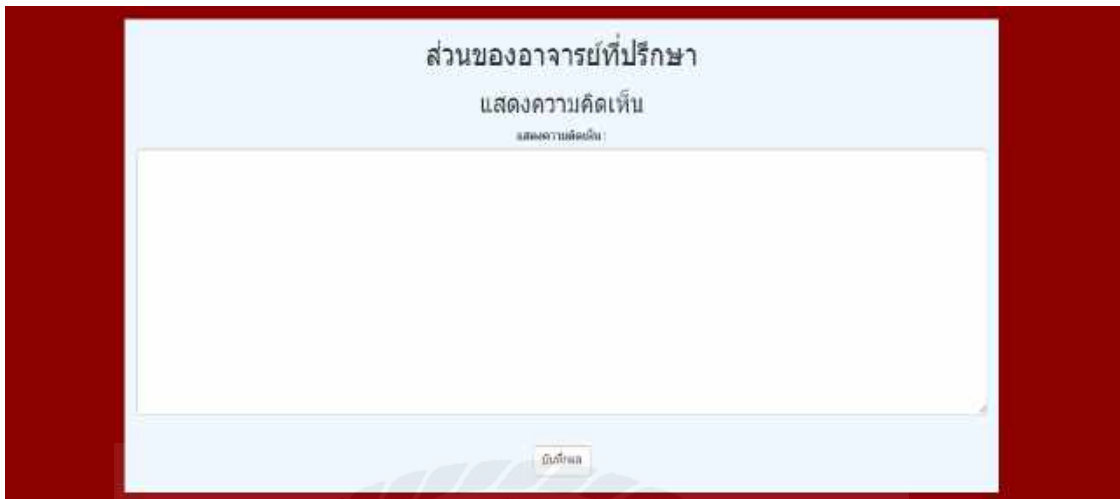 ส่วนของอาจารย์ที่ปรึกษา
แสดงความคิดเห็น
แสดงความคิดเห็น :
บันทึกผล